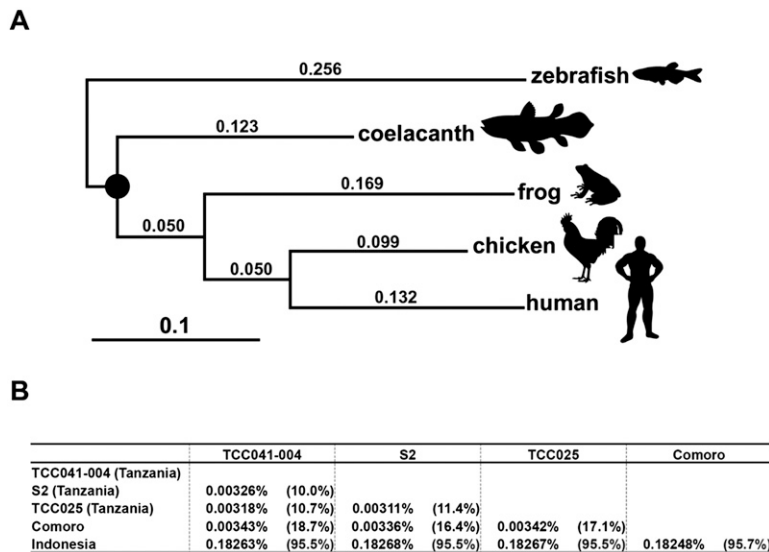 A
0.256
zebrafish
0.123
coelacanth
0.169
frog
0.050
0.099
chicken
0.050
0.132
human
0.1
B
TCC041-004 S2 TCC025 Comoro
TCC041-004 (Tanzania)
S2 (Tanzania) 0.00326% (10.0%)
TCC025 (Tanzania) 0.00318% (10.7%) 0.00311% (11.4%)
Comoro 0.00343% (18.7%) 0.00336% (16.4%) 0.00342% (17.1%)
Indonesia 0.18263% (95.5%) 0.18268% (95.5%) 0.18267% (95.5%) 0.18248% (95.7%)